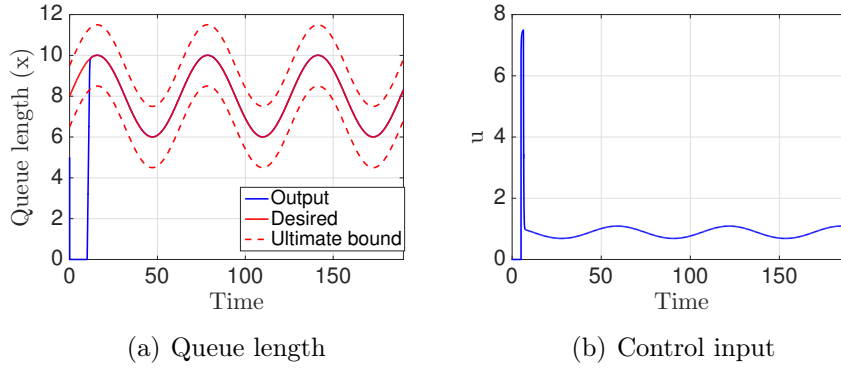 12
10
8
6
4
2
0
Queue length (x)
0 50 100 150
Time
Output
Desired
Ultimate bound
(a) Queue length
8
6
4
2
0
u
0 50 100 150
Time
(b) Control input